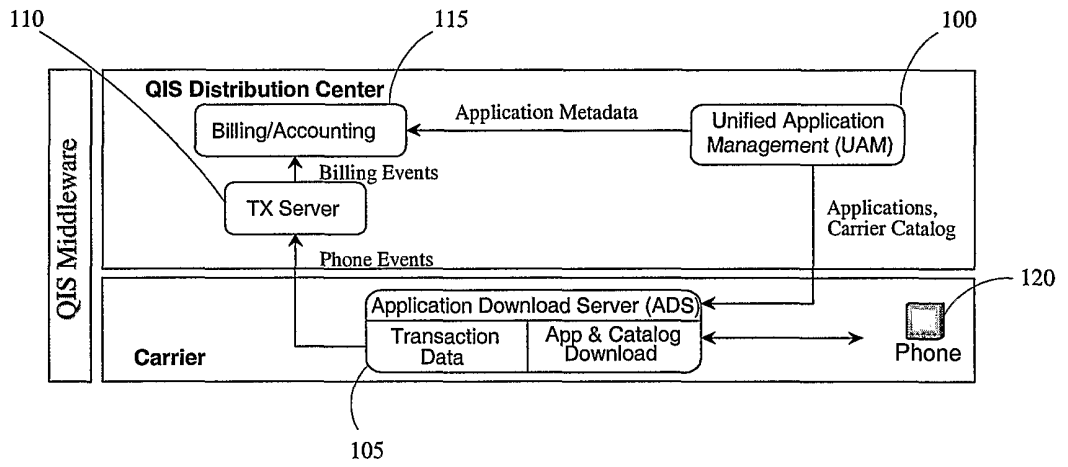 110
115
100
QIS Middleware
QIS Distribution Center
Billing/Accounting
Application Metadata
Unified Application
Management (UAM)
Billing Events
TX Server
Applications,
Carrier Catalog
Phone Events
Application Download Server (ADS)
Transaction
Data
App & Catalog
Download
Carrier
120
Phone
105